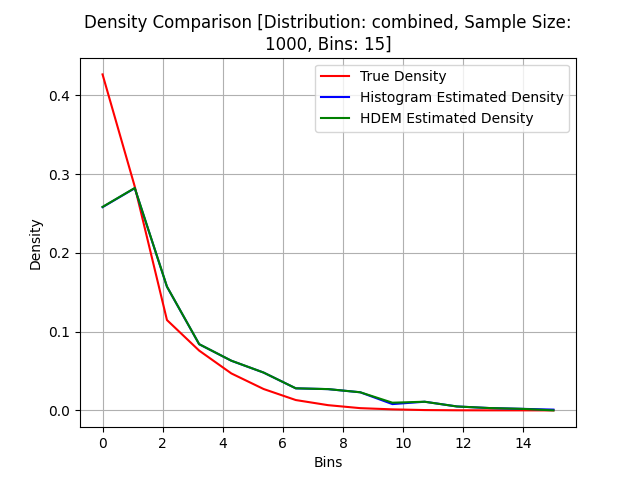 Density Comparison [Distribution: combined, Sample Size:
1000, Bins: 15]
True Density
Histogram Estimated Density
HDEM Estimated Density
Density
0.4
0.3
0.2
0.1
0.0
0 2 4 6 8 10 12 14
Bins